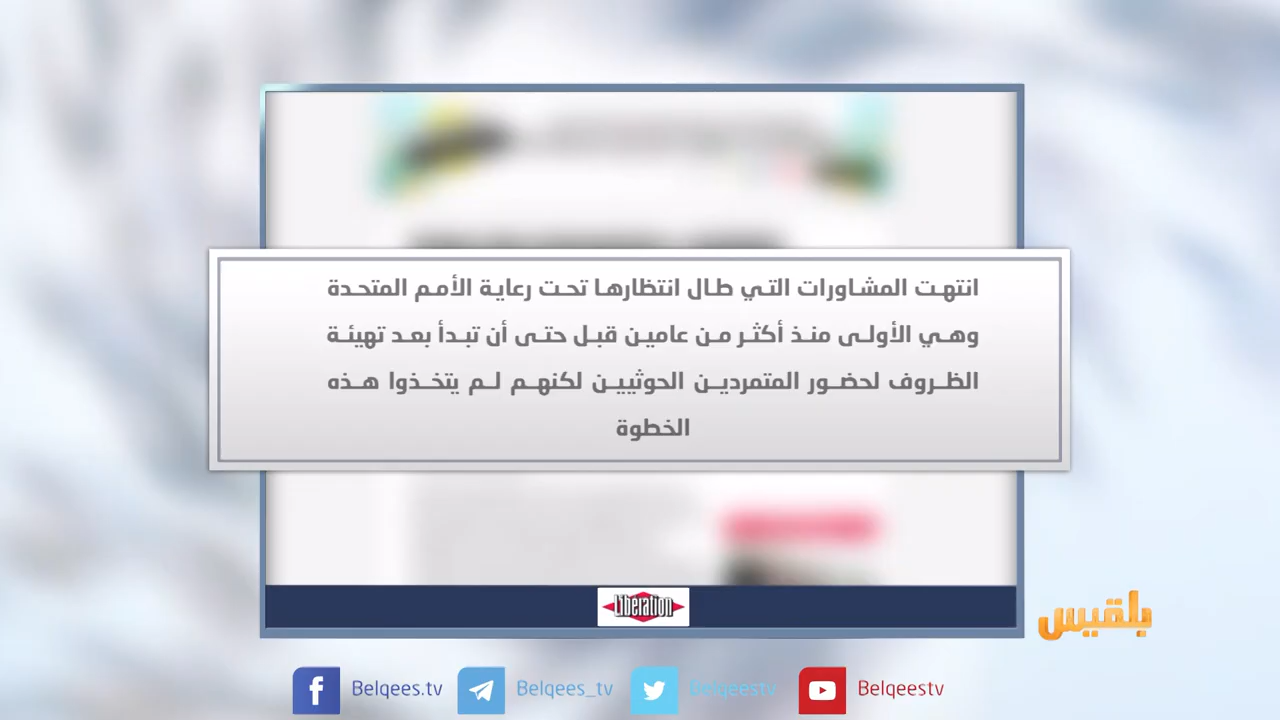 انتهت المشاورات التي طال انتظارها تحت رعاية الأمم المتحدة
وهي الأولى منذ أكثر من عامين قبل حتى أن تبدأ بعد تهيئة
الظروف لحضور المتمردين الحوثيين لكنهم لم يتخذوا هذه
الخطوة
Libération
بلقيس
Belqees.tv Belqees_tv Belqeestv Belqeestv